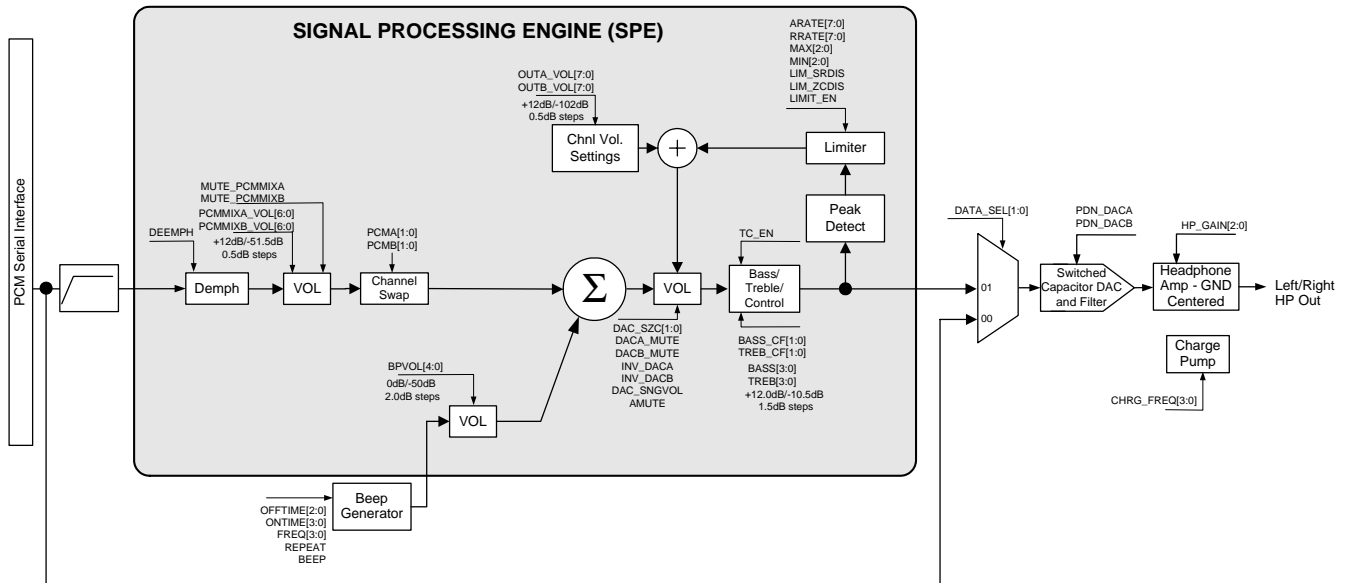 SIGNAL PROCESSING ENGINE (SPE)
PCM Serial Interface
ARATE[7:0]
RRATE[7:0]
MAX[2:0]
MIN[2:0]
LIM_SRDIS
LIM_ZCDIS
LIMIT_EN
OUTA_VOL[7:0]
OUTB_VOL[7:0]
+12dB/-102dB
0.5dB steps
Chnl Vol.
Settings
+
Limiter
Peak
Detect
MUTE_PCMMIXA
MUTE_PCMMIXB
PCMMIXA_VOL[6:0]
PCMMIXB_VOL[6:0]
+12dB/-51.5dB
0.5dB steps
DEEMPH
PCMA[1:0]
PCMB[1:0]
TC_EN
DATA_SEL[1:0]
PDN_DACA
PDN_DACB
HP_GAIN[2:0]
Demph
VOL
Channel
Swap
Σ
VOL
Bass/
Treble/
Control
01
00
Switched
Capacitor DAC
and Filter
Headphone
Amp - GND
Centered
Left/Right
HP Out
DAC_SZC[1:0]
DACA_MUTE
DACB_MUTE
INV_DACA
INV_DACB
DAC_SNGVOL
AMUTE
BASS_CF[1:0]
TREB_CF[1:0]
BASS[3:0]
TREB[3:0]
+12.0dB/-10.5dB
1.5dB steps
Charge
Pump
CHRG_FREQ[3:0]
BPVOL[4:0]
0dB/-50dB
2.0dB steps
VOL
Beep
Generator
OFFTIME[2:0]
ONTIME[3:0]
FREQ[3:0]
REPEAT
BEEP